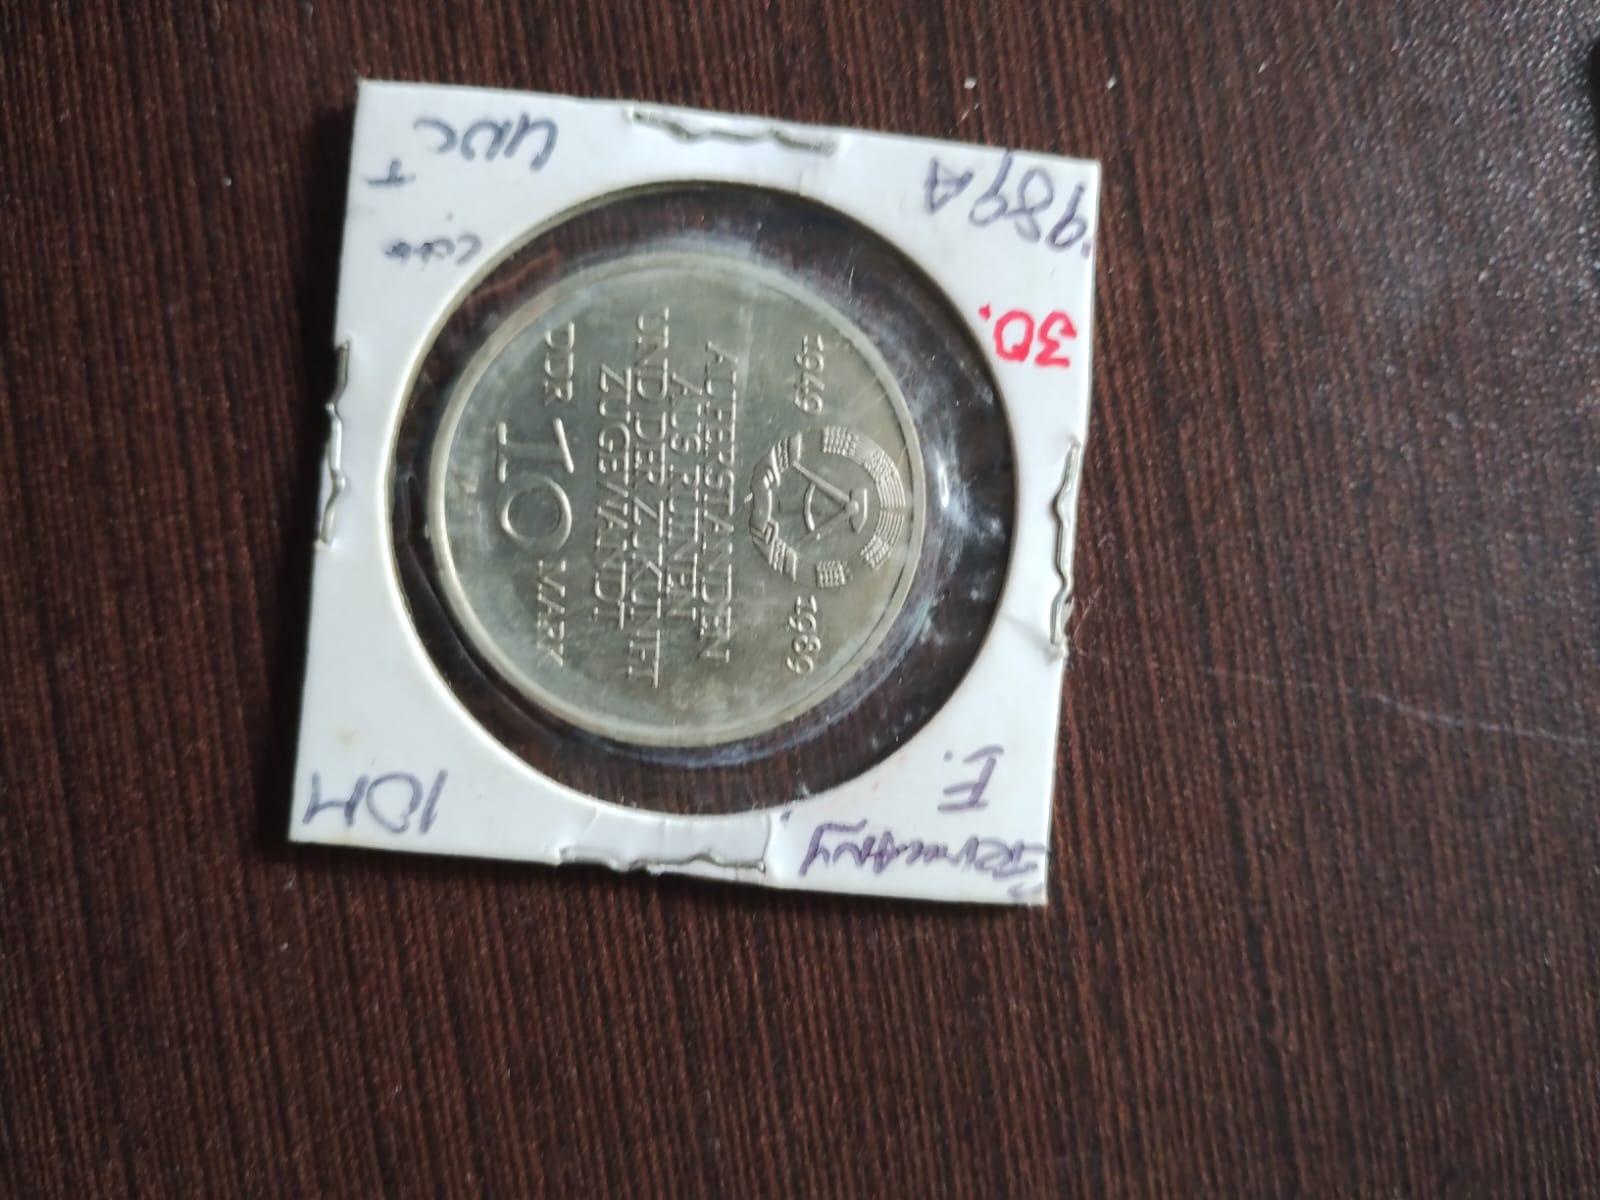 1949 1989
AUFERSTANDEN
AUS RUINEN
UND DER ZUKUNFT
ZUGEWANDT
DDR 10 MARK
1989A
30.
UNC
E.
GERMANY
10M